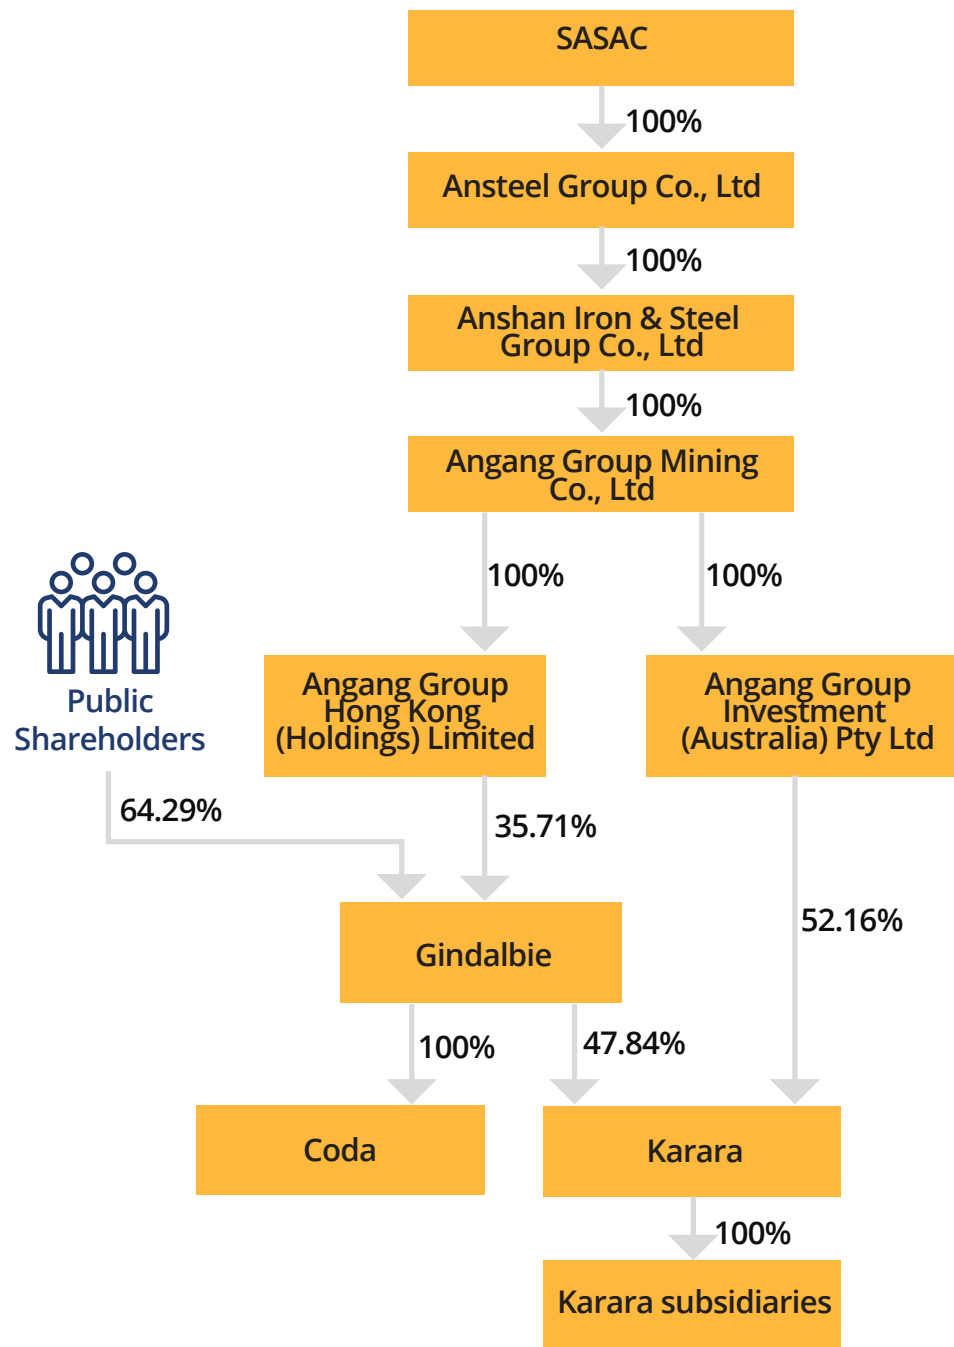 SASAC
100%
Ansteel Group Co., Ltd
100%
Anshan Iron & Steel
Group Co., Ltd
100%
Angang Group Mining
Co., Ltd
100%
100%
Public
Shareholders
Angang Group
Hong Kong
(Holdings) Limited
Angang Group
Investment
(Australia) Pty Ltd
64.29%
35.71%
52.16%
Gindalbie
100%
47.84%
Coda
Karara
100%
Karara subsidiaries